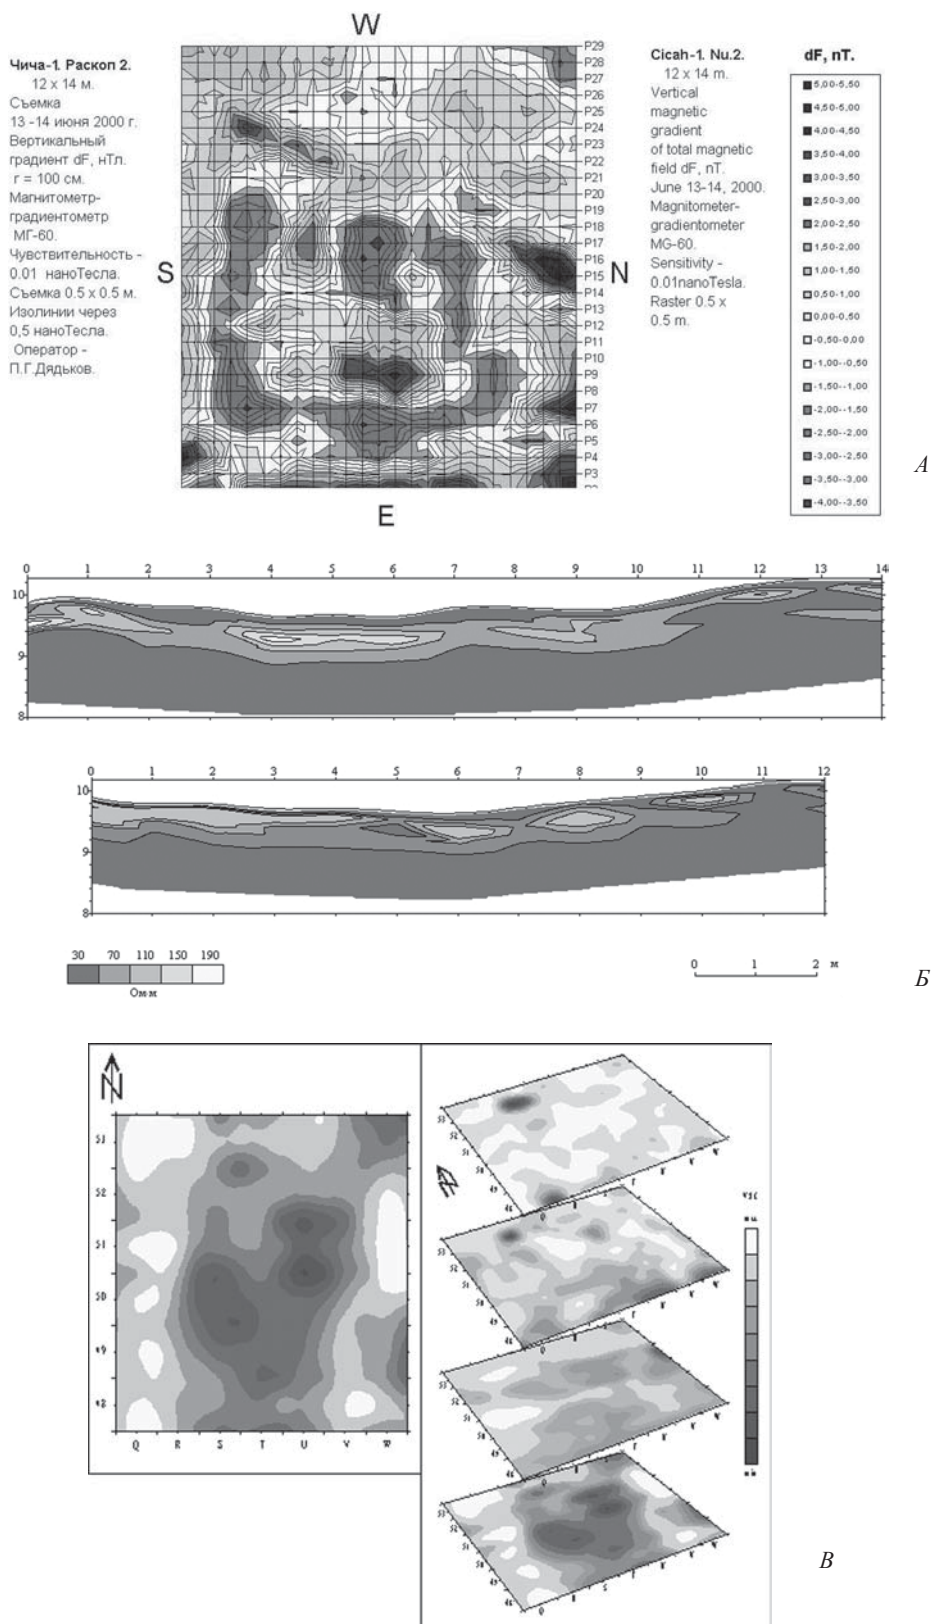 W
Чича-1. Раскоп 2.
12 x 14 м.
Съемка
13 -14 июня 2000 г.
Вертикальный
градиент dF, нТл.
r = 100 см.
Магнитометр-
градиентометр
МГ-60.
Чувствительность -
0.01 наноТесла.
Съемка 0.5 x 0.5 м.
Изолинии через
0,5 наноТесла.
Оператор -
П.Г.Дядьков.
S
P29
P28
P27
P26
P25
P24
P23
P22
P21
P20
P19
P18
P17
P16
P15
P14
P13
P12
P11
P10
P9
P8
P7
P6
P5
P4
P3
N
E
Cicah-1. Nu.2.
12 x 14 m.
Vertical
magnetic
gradient
of total magnetic
field dF, nT.
June 13-14, 2000.
Magnitometer-
gradientometer
MG-60.
Sensitivity -
0.01nanoTesla.
Raster 0.5 x
0.5 m.
dF, nT.
5,00-5,50
4,50-5,00
4,00-4,50
3,50-4,00
3,00-3,50
2,50-3,00
2,00-2,50
1,50-2,00
1,00-1,50
0,50-1,00
0,00-0,50
-0,50-0,00
-1,00--0,50
-1,50--1,00
-2,00--1,50
-2,50--2,00
-3,00--2,50
-3,50--3,00
-4,00--3,50
А
0 1 2 3 4 5 6 7 8 9 10 11 12 13 14
10
9
8
0 1 2 3 4 5 6 7 8 9 10 11 12
10
9
8
30 70 110 150 190
Ом·м
0 1 2 м
Б
N
52
51
50
49
Q R S T U V W
N
В